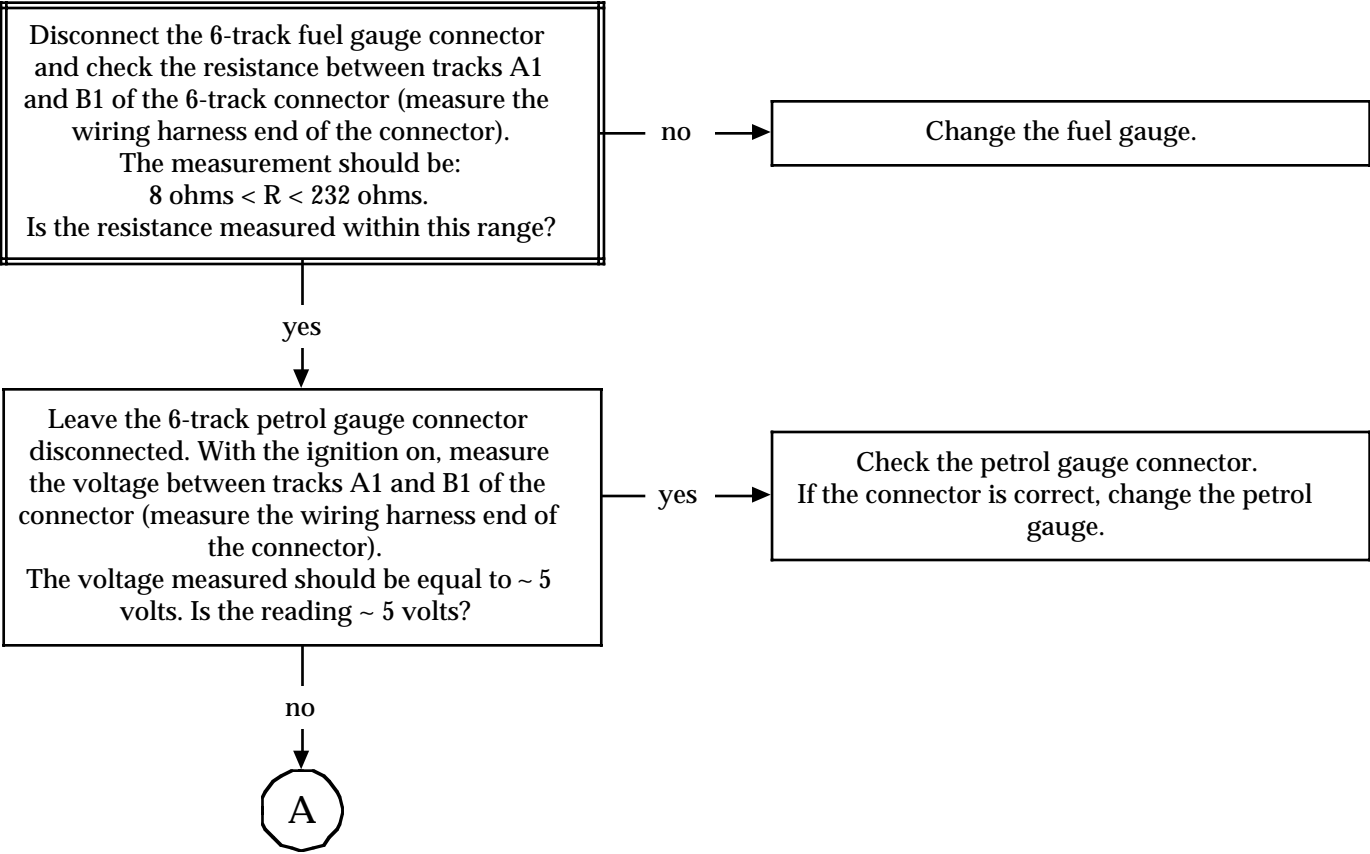 Disconnect the 6-track fuel gauge connector
and check the resistance between tracks A1
and B1 of the 6-track connector (measure the
wiring harness end of the connector).
The measurement should be:
8 ohms < R < 232 ohms.
Is the resistance measured within this range?
no
Change the fuel gauge.
yes
Leave the 6-track petrol gauge connector
disconnected. With the ignition on, measure
the voltage between tracks A1 and B1 of the
connector (measure the wiring harness end of
the connector).
The voltage measured should be equal to ~ 5
volts. Is the reading ~ 5 volts?
yes
Check the petrol gauge connector.
If the connector is correct, change the petrol
gauge.
no
A